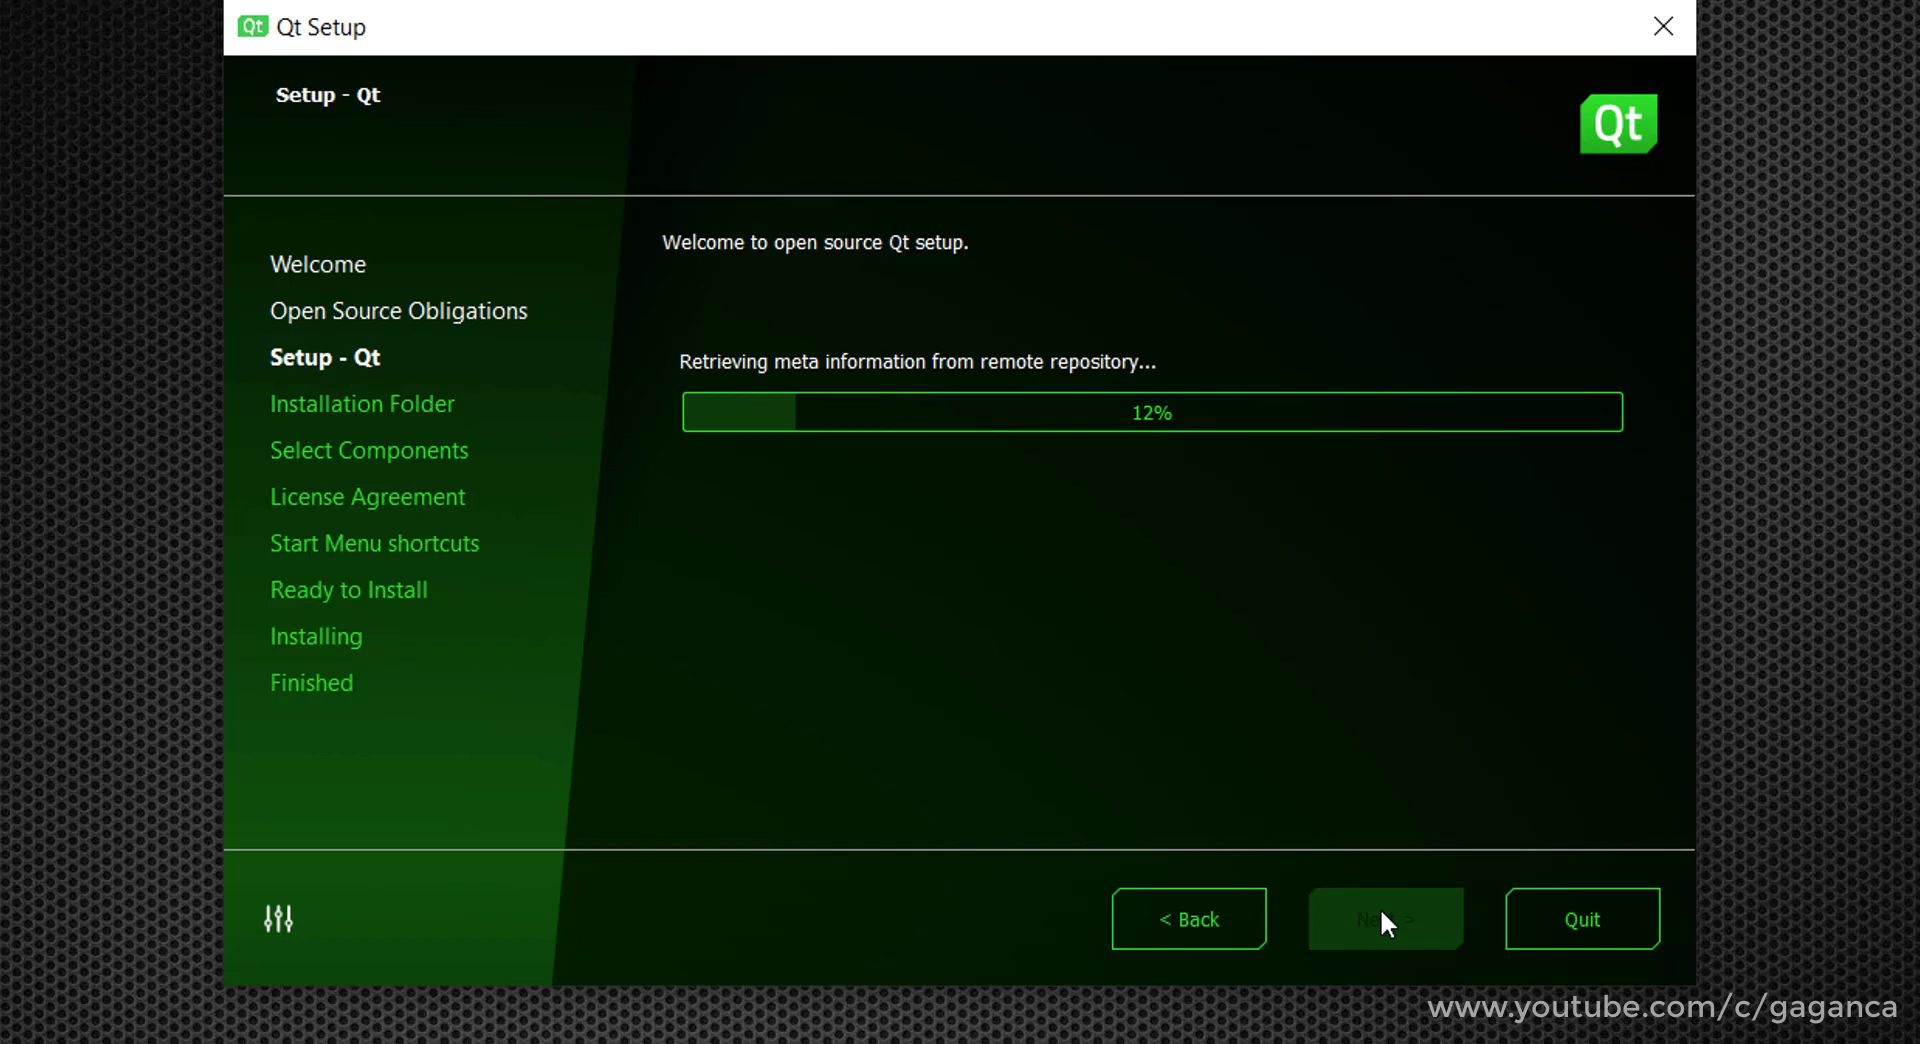 Qt Qt Setup
Setup - Qt
Qt
Welcome to open source Qt setup.
Welcome
Open Source Obligations
Setup - Qt
Installation Folder
Select Components
License Agreement
Start Menu shortcuts
Ready to Install
Installing
Finished
Retrieving meta information from remote repository...
12%
< Back
Quit
www.youtube.com/c/gaganca